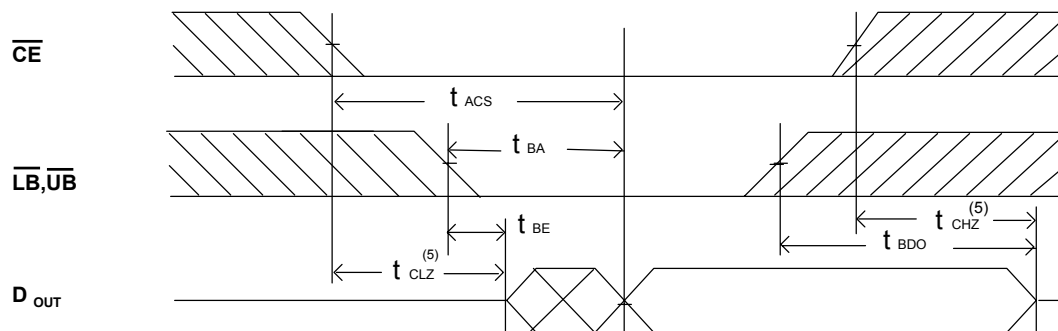 CE
t ACS
LB,UB
t BA
t BE
t CHZ (5)
t BDO
t CLZ (5)
D OUT